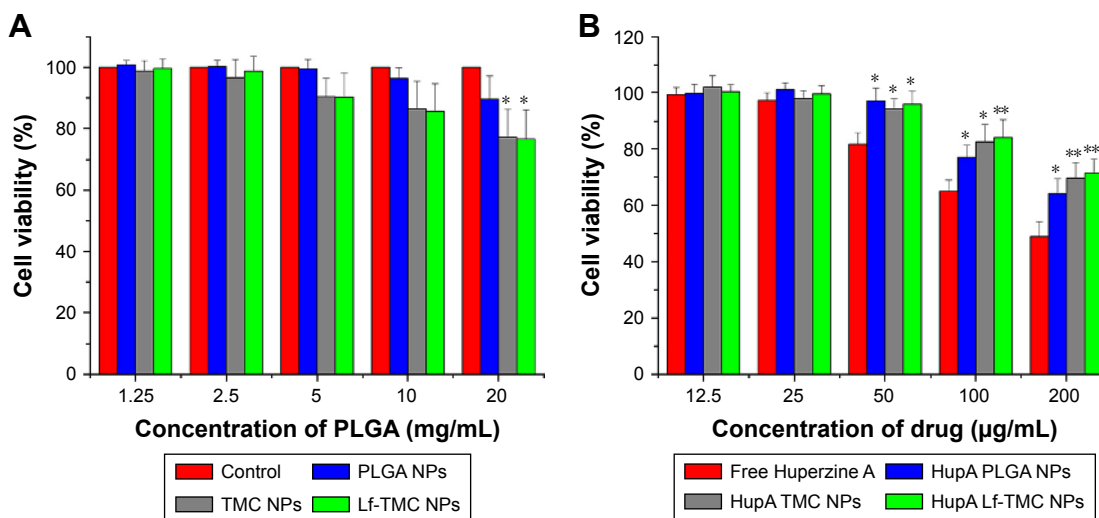 A
Cell viability (%)
100
80
60
40
20
0
* *
1.25 2.5 5 10 20
Concentration of PLGA (mg/mL)
Control PLGA NPs
TMC NPs Lf-TMC NPs
B
Cell viability (%)
120
100
80
60
40
20
0
* * *
* * **
* ** **
12.5 25 50 100 200
Concentration of drug (µg/mL)
Free Huperzine A HupA PLGA NPs
HupA TMC NPs HupA Lf-TMC NPs